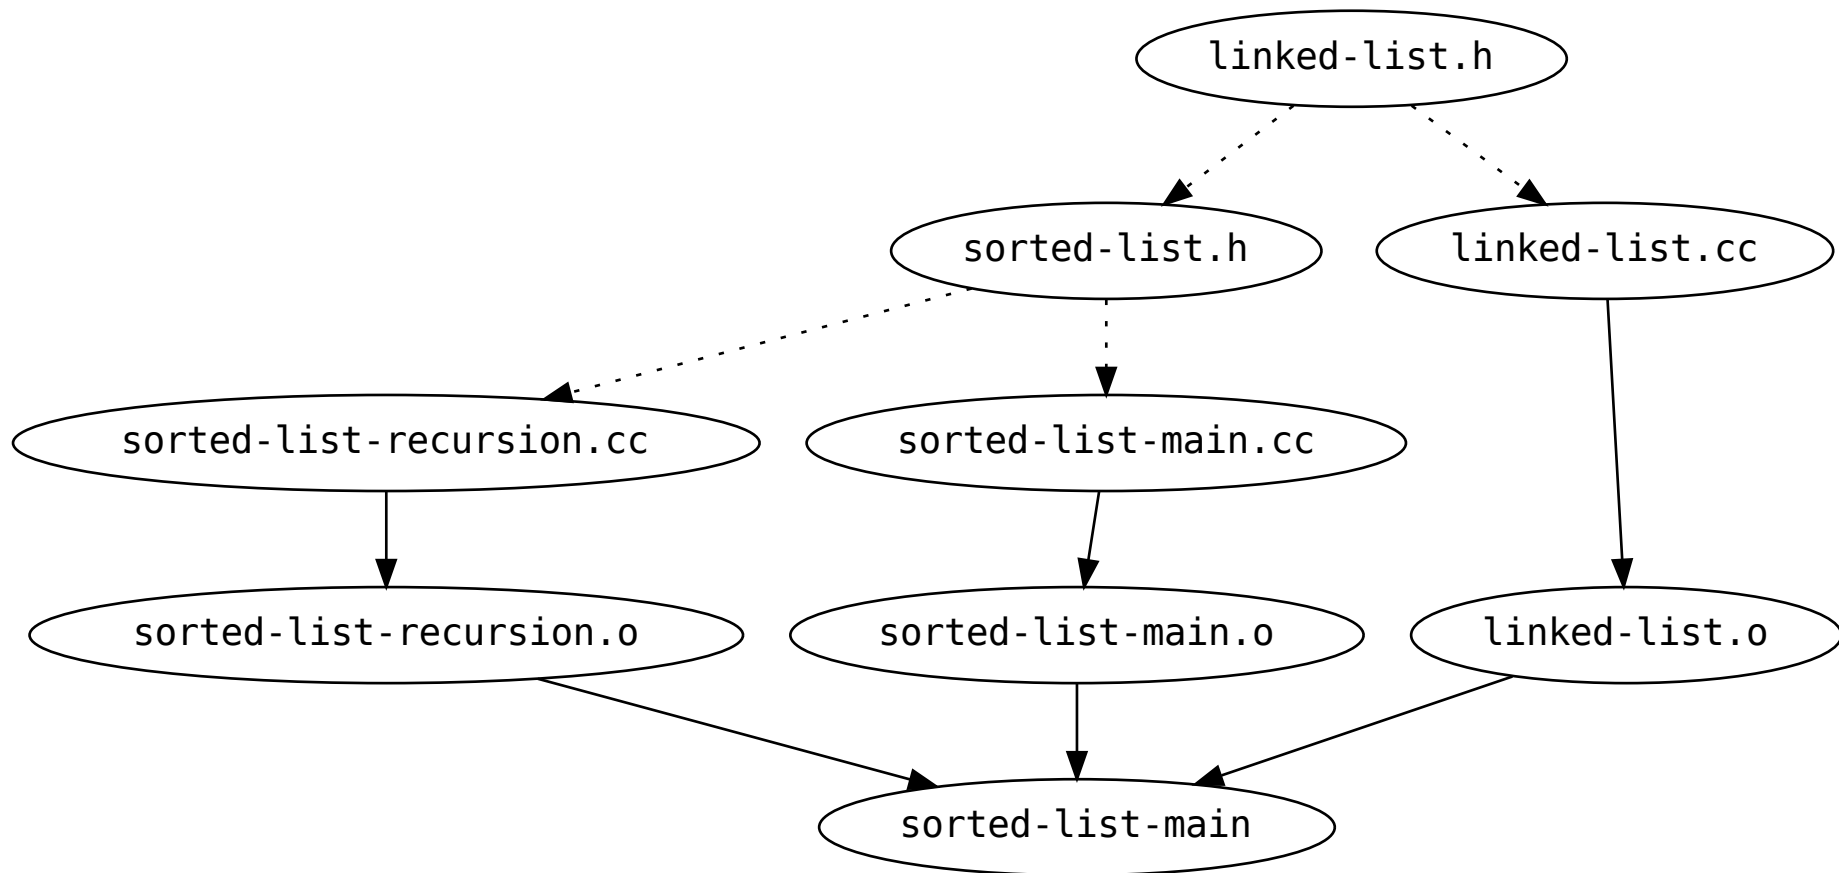 linked-list.h
sorted-list.h
linked-list.cc
sorted-list-recursion.cc
sorted-list-main.cc
sorted-list-recursion.o
sorted-list-main.o
linked-list.o
sorted-list-main